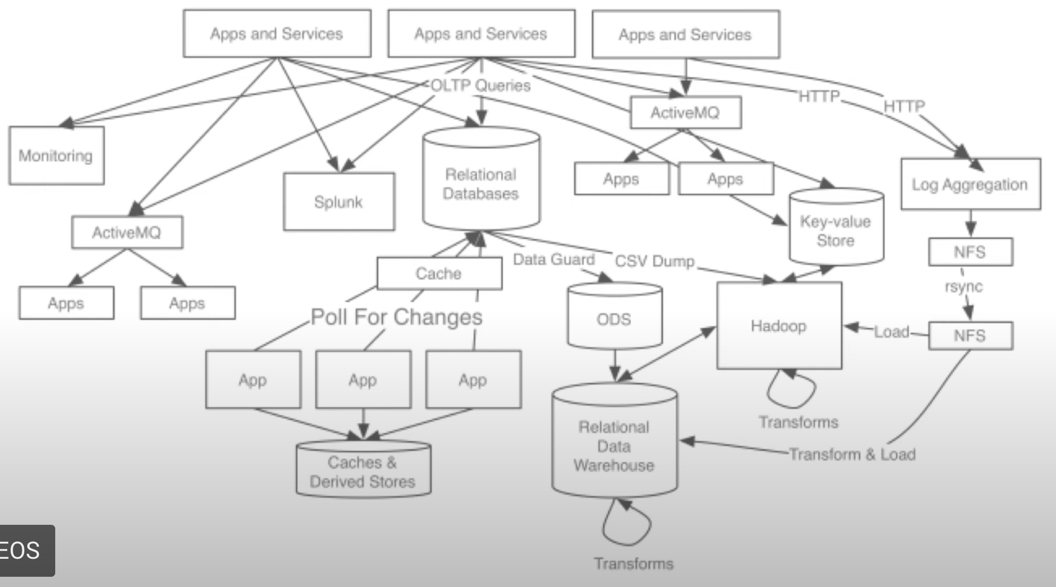 Apps and Services
Apps and Services
Apps and Services
OLTP Queries
HTTP
HTTP
ActiveMQ
Monitoring
Relational
Databases
Apps
Apps
Log Aggregation
Splunk
Key-value
Store
ActiveMQ
NFS
Data Guard
CSV Dump
Cache
rsync
Apps
Apps
Poll For Changes
ODS
Hadoop
Load
NFS
App
App
App
Transforms
Relational
Data
Warehouse
Transform & Load
Caches &
Derived Stores
EOS
Transforms